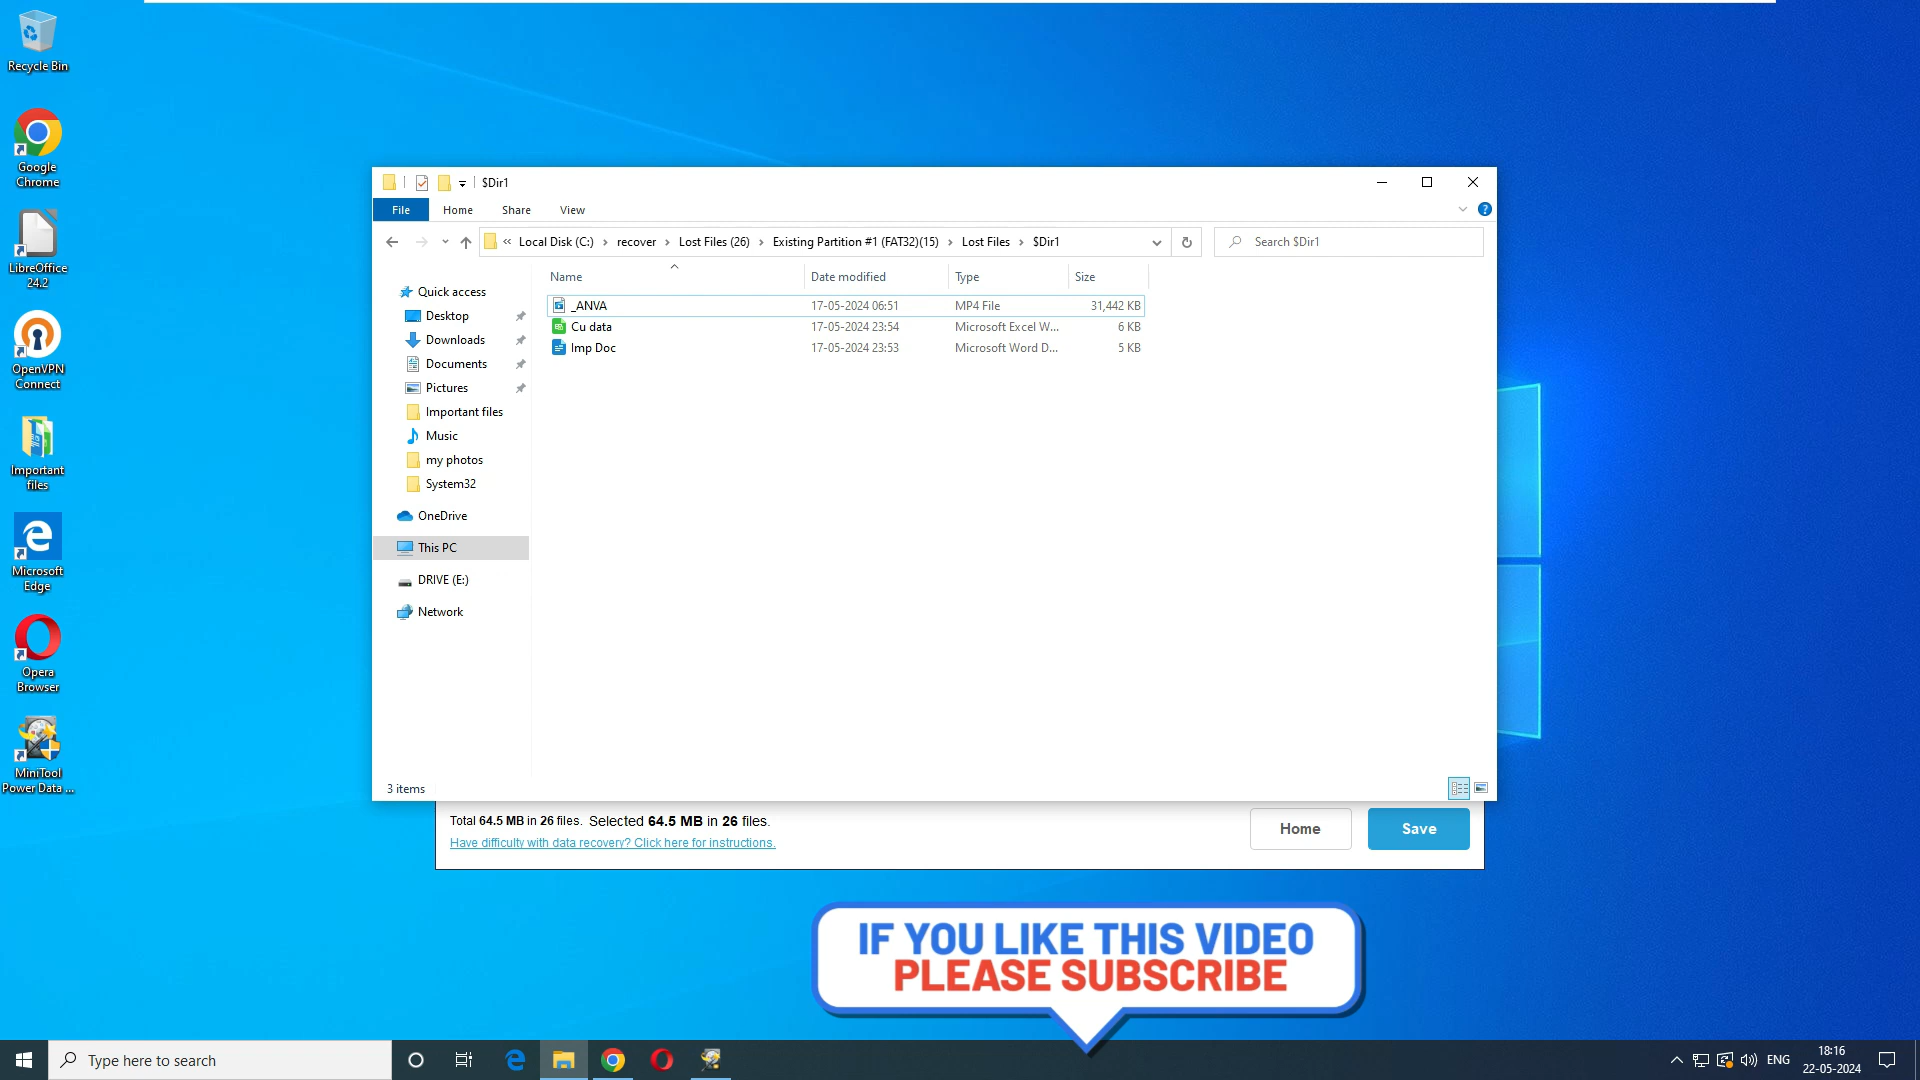 Recycle Bin
Google
Chrome
LibreOffice
24.2
OpenVPN
Connect
Important
files
Microsoft
Edge
Opera
Browser
MiniTool
Power Data ...
$Dir1
File
Home
Share
View
«
Local Disk (C:) › recover › Lost Files (26) › Existing Partition #1 (FAT32)(15) › Lost Files › $Dir1
Search $Dir1
Name
Date modified
Type
Size
_ANVA
17-05-2024 06:51
MP4 File
31,442 KB
Cu data
17-05-2024 23:54
Microsoft Excel W...
6 KB
Imp Doc
17-05-2024 23:53
Microsoft Word D...
5 KB
Quick access
Desktop
Downloads
Documents
Pictures
Important files
Music
my photos
System32
OneDrive
This PC
DRIVE (E:)
Network
3 items
Total 64.5 MB in 26 files. Selected 64.5 MB in 26 files.
Have difficulty with data recovery? Click here for instructions.
Home
Save
IF YOU LIKE THIS VIDEO
PLEASE SUBSCRIBE
Type here to search
ENG
18:16
22-05-2024